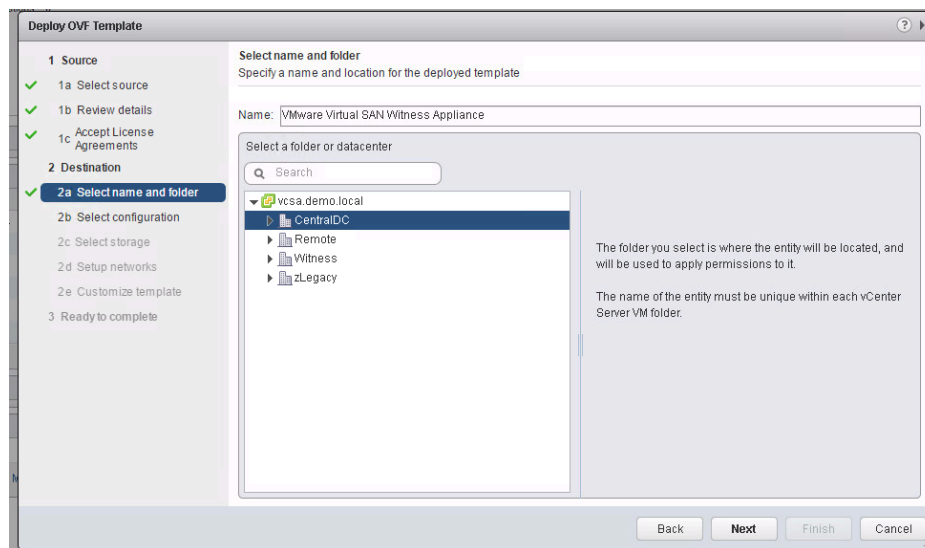 Deploy OVF Template
?
1 Source
1a Select source
1b Review details
1c Accept License
Agreements
2 Destination
2a Select name and folder
2b Select configuration
2c Select storage
2d Setup networks
2e Customize template
3 Ready to complete
Select name and folder
Specify a name and location for the deployed template
Name: VMware Virtual SAN Witness Appliance
Select a folder or datacenter
Search
vcsa.demo.local
CentralDC
Remote
Witness
zLegacy
The folder you select is where the entity will be located, and
will be used to apply permissions to it.
The name of the entity must be unique within each vCenter
Server VM folder.
Back Next Finish Cancel